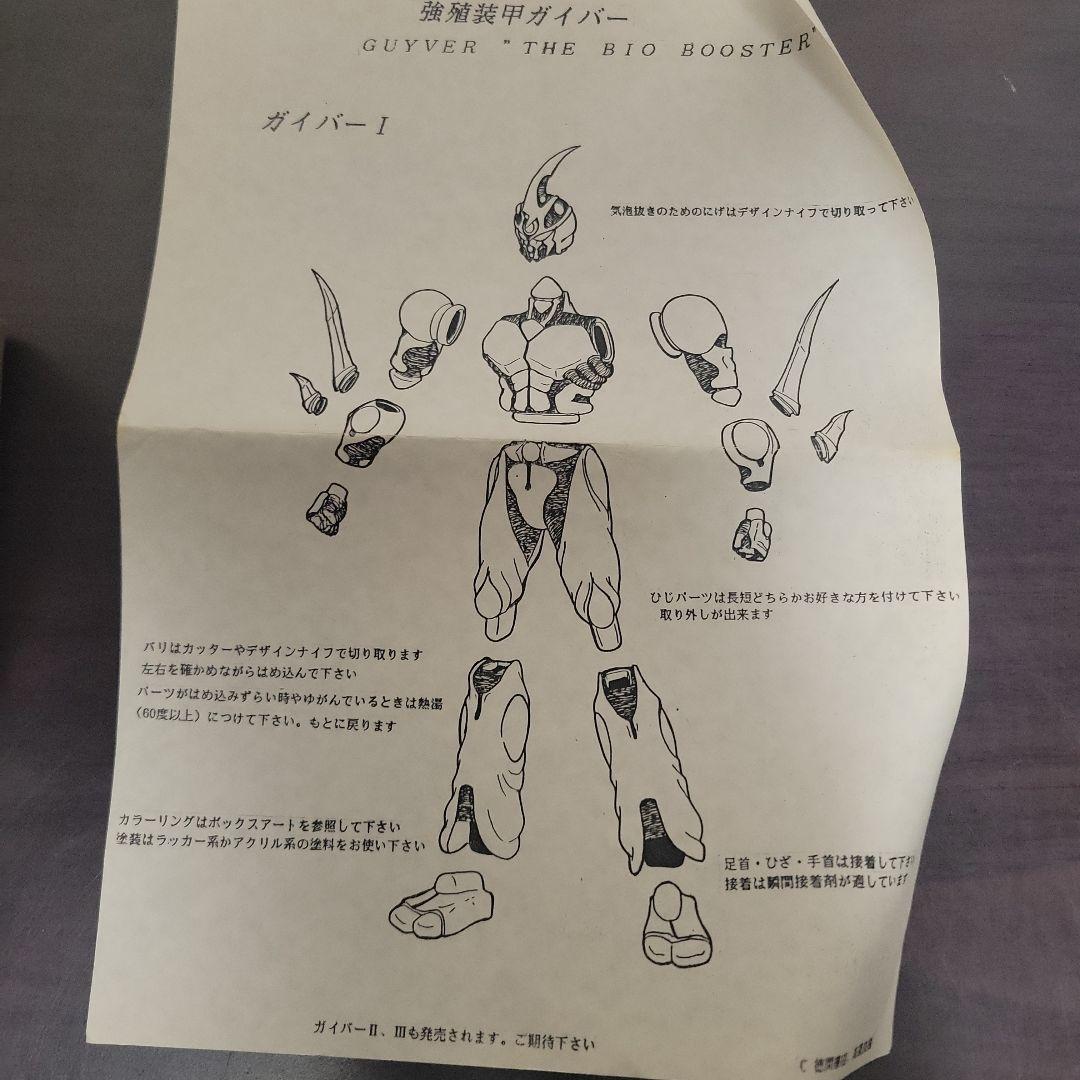 強殖装甲ガイバー
GUYVER "THE BIO BOOSTER"
ガイバーⅠ
気泡抜きのためのにげはデザインナイフで切り取って下さい
ひじパーツは長短どちらかお好きな方を付けて下さい
取り外しが出来ます
バリはカッターやデザインナイフで切り取ります
左右を確かめながらはめ込んで下さい
パーツがはめ込みずらい時やゆがんでいるときは熱湯
(60度以上)につけて下さい。もとに戻ります
カラーリングはボックスアートを参照して下さい
塗装はラッカー系かアクリル系の塗料をお使い下さい
足首・ひざ・手首は接着して下さい
接着は瞬間接着剤が適しています
ガイバーⅡ、Ⅲも発売されます。ご期待下さい
C 徳間書店